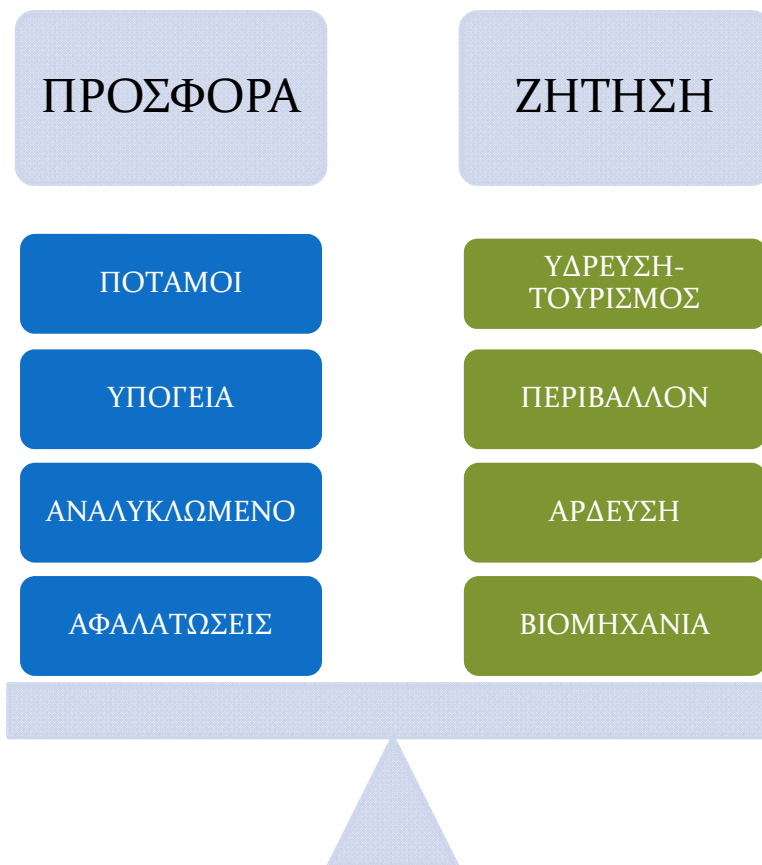 ΠΡΟΣΦΟΡΑ
ΖΗΤΗΣΗ
ΠΟΤΑΜΟΙ
ΥΠΟΓΕΙΑ
ΑΝΑΛΥΚΛΩΜΕΝΟ
ΑΦΑΛΑΤΩΣΕΙΣ
ΥΔΡΕΥΣΗ-
ΤΟΥΡΙΣΜΟΣ
ΠΕΡΙΒΑΛΛΟΝ
ΑΡΔΕΥΣΗ
ΒΙΟΜΗΧΑΝΙΑ